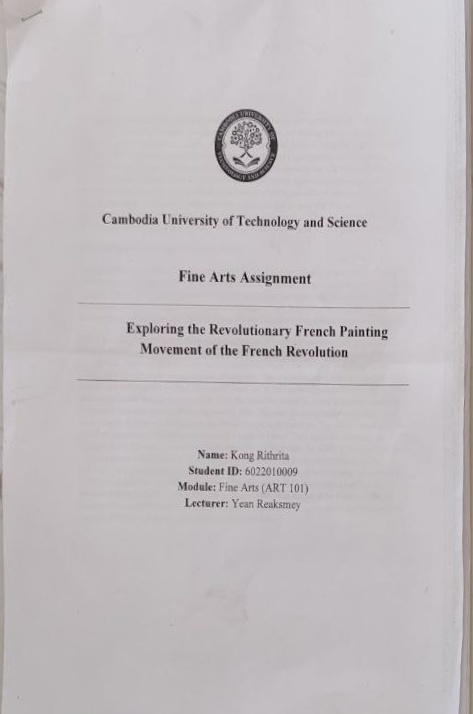 CAMBODIA UNIVERSITY OF
TECHNOLOGY AND SCIENCE
Cambodia University of Technology and Science
Fine Arts Assignment
Exploring the Revolutionary French Painting
Movement of the French Revolution
Name: Kong Rithrita
Student ID: 6022010009
Module: Fine Arts (ART 101)
Lecturer: Yean Reaksmey